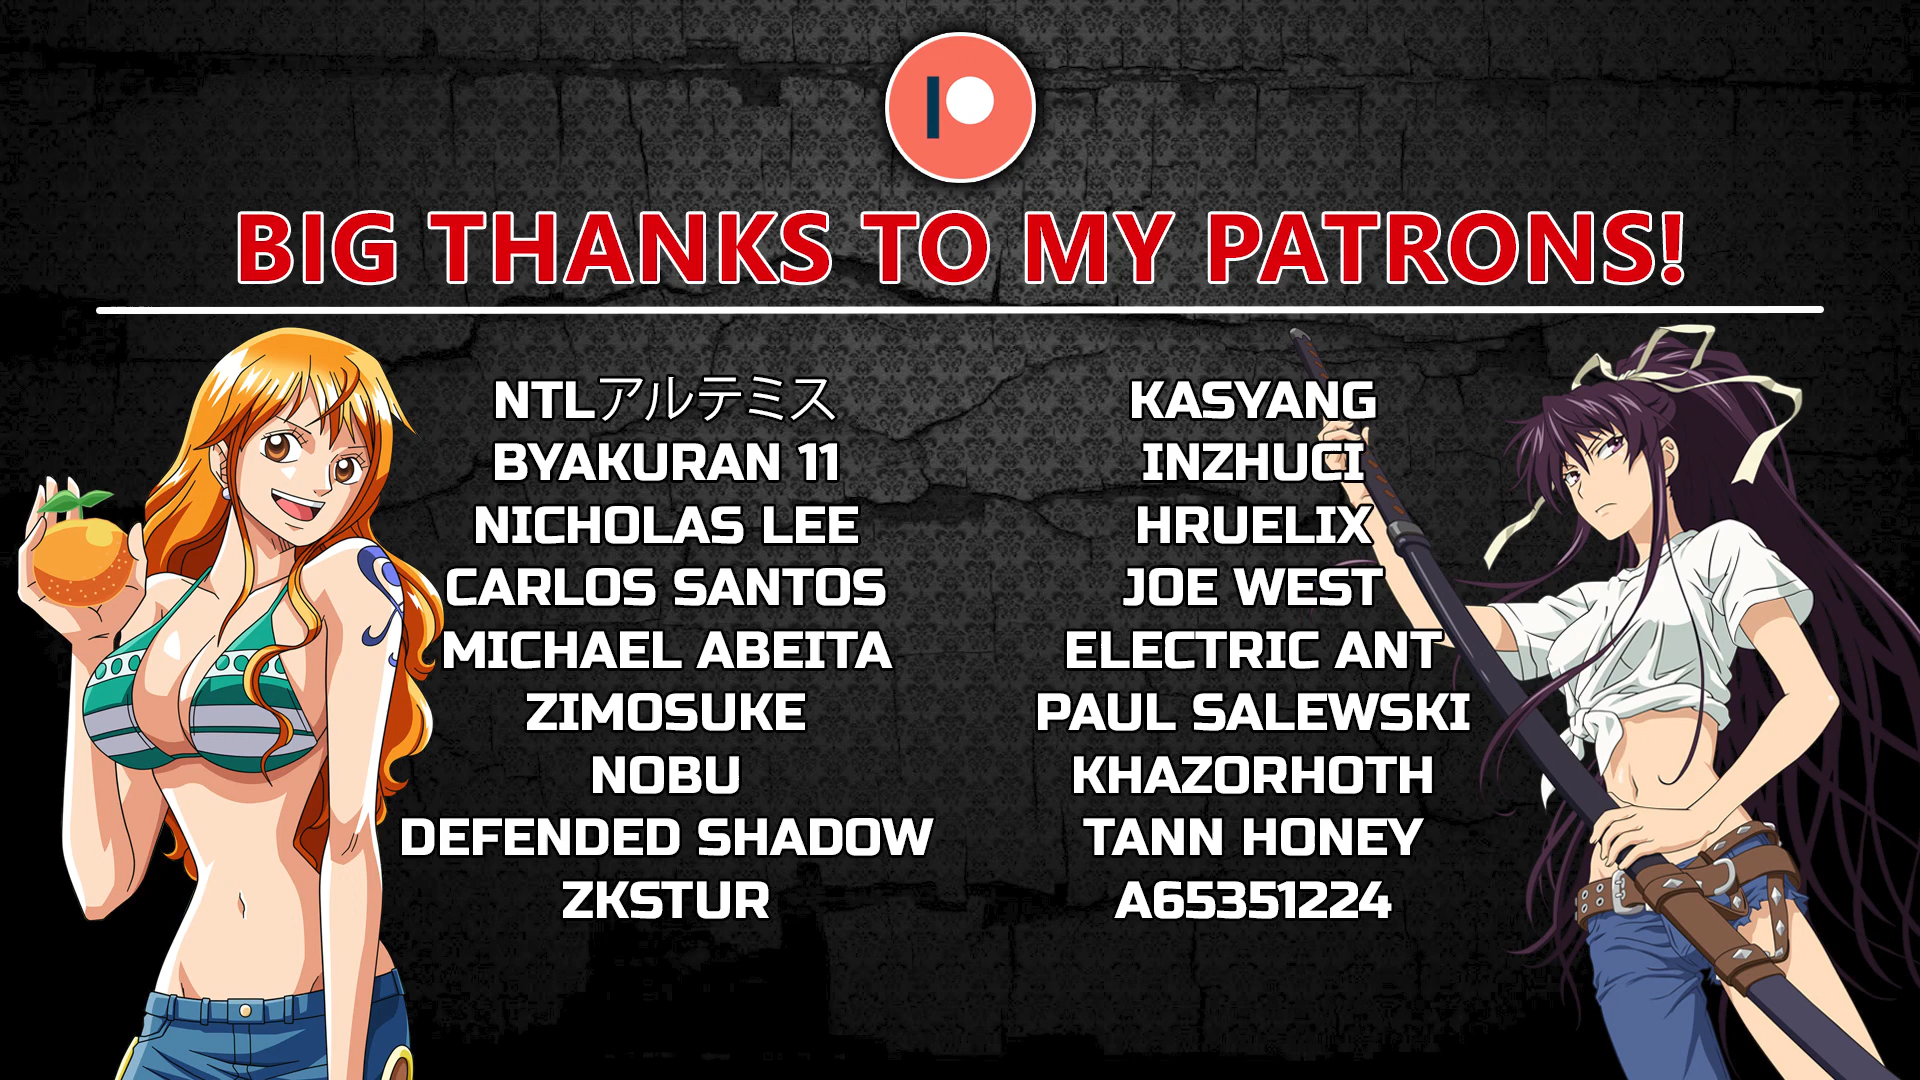 BIG THANKS TO MY PATRONS!
NTLアルテミス
BYAKURAN 11
NICHOLAS LEE
CARLOS SANTOS
MICHAEL ABEITA
ZIMOSUKE
NOBU
DEFENDED SHADOW
ZKSTUR
KASYANG
INZHUCI
HRUELIX
JOE WEST
ELECTRIC ANT
PAUL SALEWSKI
KHAZORHOTH
TANN HONEY
A65351224